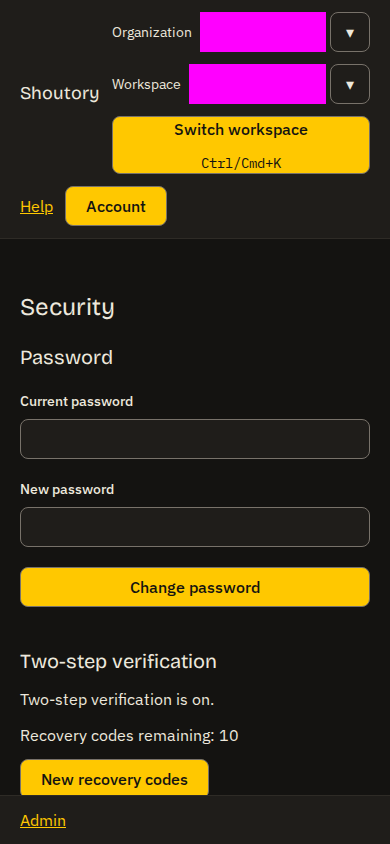 Organization
▼
Shoutory
Workspace
▼
Switch workspace
Ctrl/Cmd+K
Help
Account
Security
Password
Current password
New password
Change password
Two-step verification
Two-step verification is on.
Recovery codes remaining: 10
New recovery codes
Admin